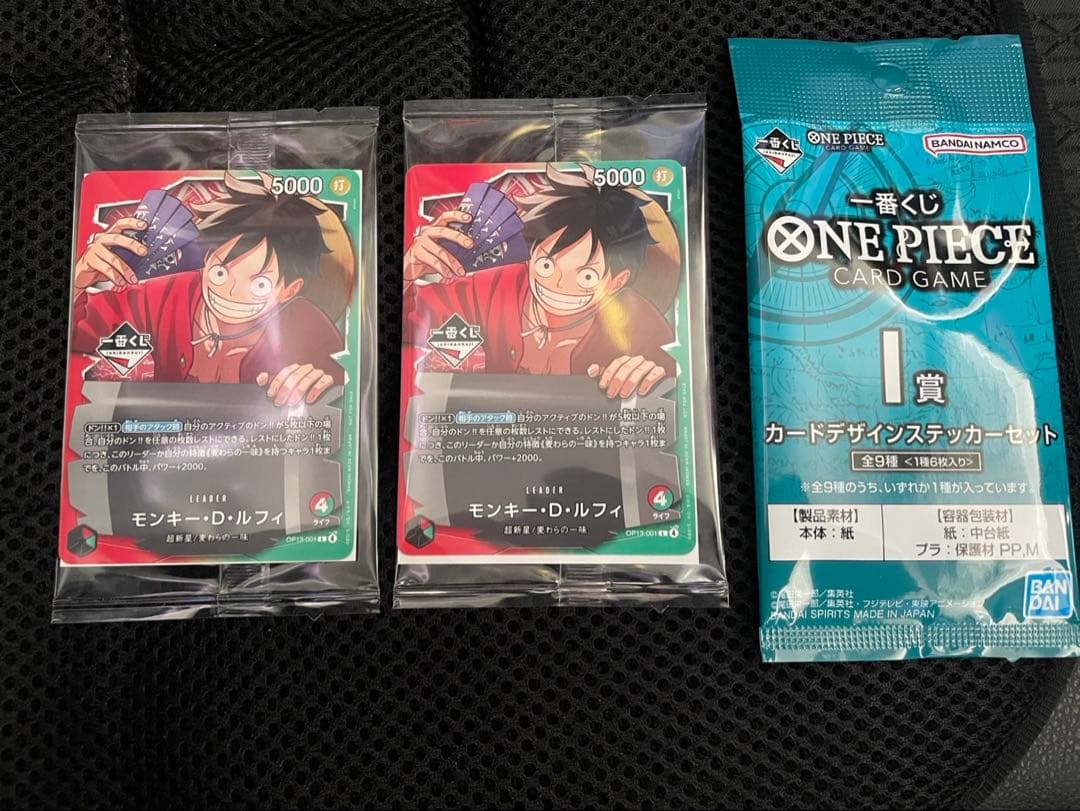 5000 打
一番くじ
ichibankuji
ドン!!×1 相手のアタック時 自分のアクティブのドン!!が5枚以下の場
合、自分のドン!!を任意の枚数レストにできる。レストにしたドン!!1枚
につき、このリーダーか自分の特徴《麦わらの一味》を持つキャラ1枚ま
でを、このバトル中、パワー+2000。
LEADER
4
ライフ
モンキー・D・ルフィ
超新星/麦わらの一味
OP13-001 L 4
5000 打
一番くじ
ichibankuji
ドン!!×1 相手のアタック時 自分のアクティブのドン!!が5枚以下の場
合、自分のドン!!を任意の枚数レストにできる。レストにしたドン!!1枚
につき、このリーダーか自分の特徴《麦わらの一味》を持つキャラ1枚ま
でを、このバトル中、パワー+2000。
LEADER
4
ライフ
モンキー・D・ルフィ
超新星/麦わらの一味
OP13-001 L 4
一番くじ
ichibankuji
ONE PIECE
CARD GAME
BANDAI NAMCO
一番くじ
ONE PIECE
CARD GAME
I賞
カードデザインステッカーセット
全9種 <1種6枚入り>
※全9種のうち、いずれか1種が入っています。
【製品素材】
本体:紙
【容器包装材】
紙:中台紙
プラ:保護材 PP,M
©尾田栄一郎/集英社
©尾田栄一郎/集英社・フジテレビ・東映アニメーション
BANDAI SPIRITS MADE IN JAPAN
BAN
DAI